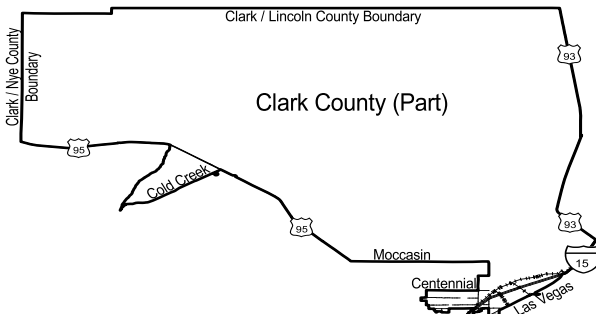 Clark / Lincoln County Boundary
Clark / Nye County
Boundary
93
Clark County (Part)
95
Cold Creek
95
93
Moccasin
15
Centennial
Las Vegas